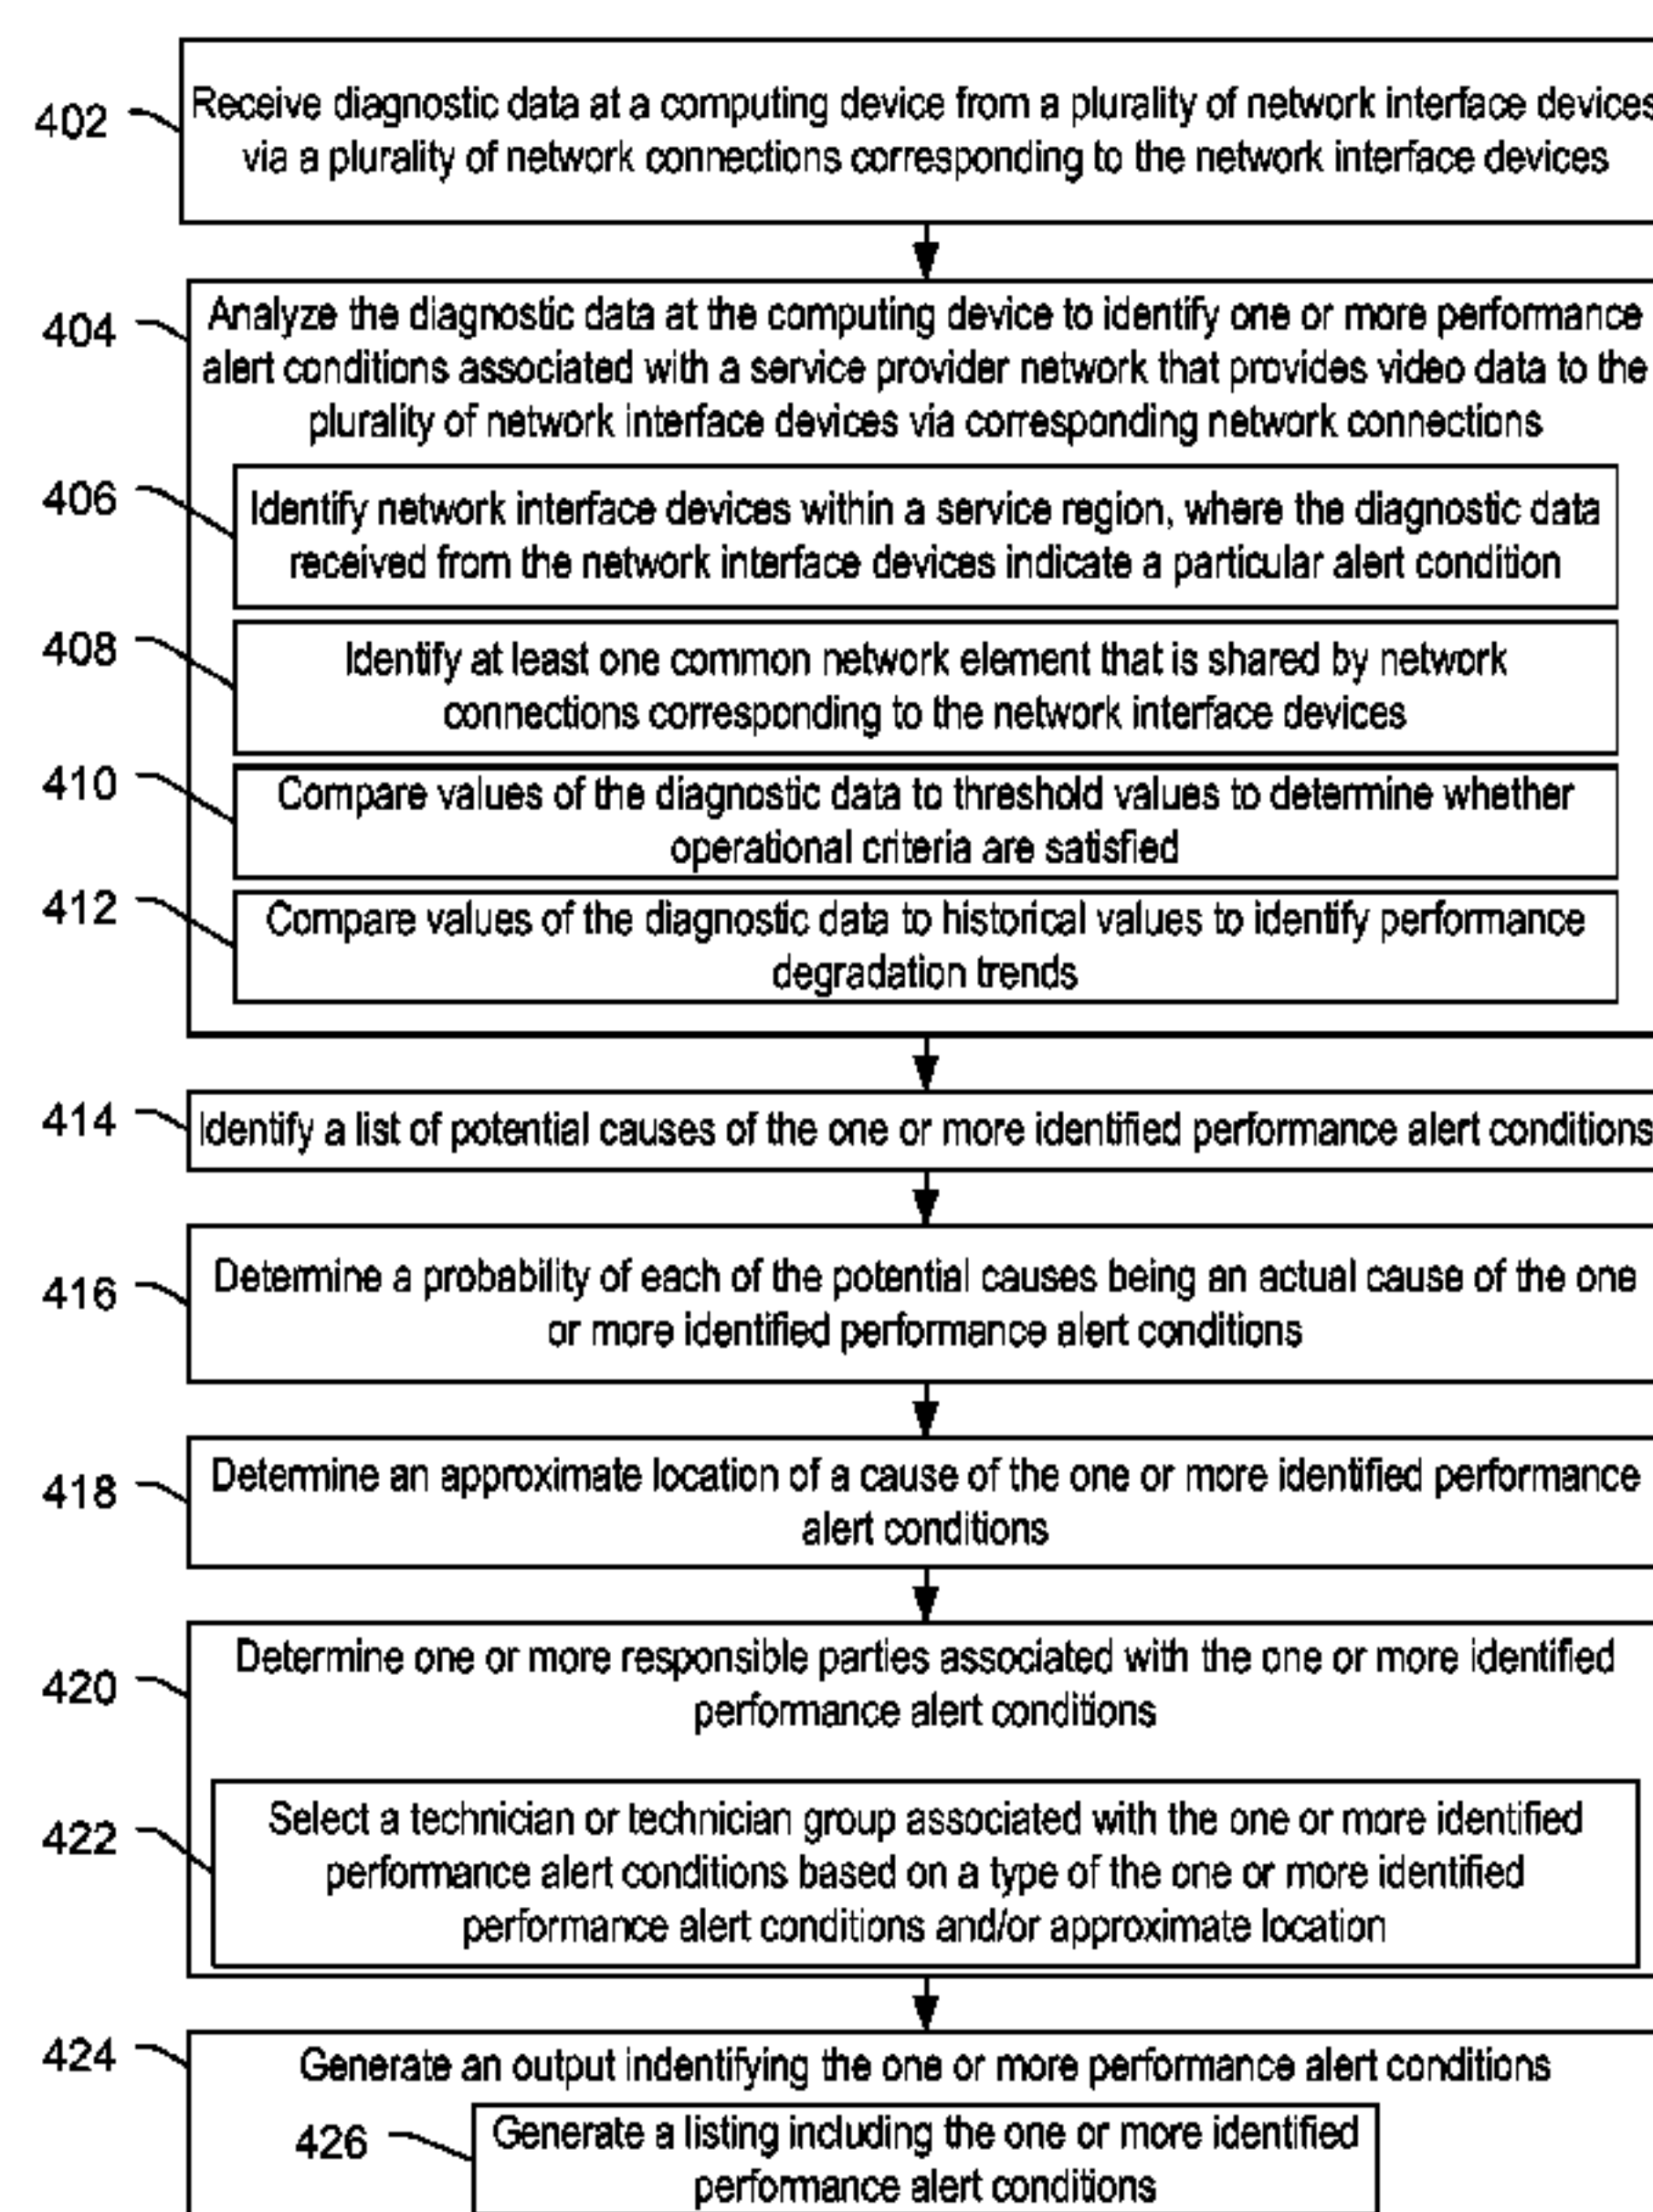 402
Receive diagnostic data at a computing device from a plurality of network interface devices
via a plurality of network connections corresponding to the network interface devices
404
Analyze the diagnostic data at the computing device to identify one or more performance
alert conditions associated with a service provider network that provides video data to the
plurality of network interface devices via corresponding network connections
406
Identify network interface devices within a service region, where the diagnostic data
received from the network interface devices indicate a particular alert condition
408
Identify at least one common network element that is shared by network
connections corresponding to the network interface devices
410
Compare values of the diagnostic data to threshold values to determine whether
operational criteria are satisfied
412
Compare values of the diagnostic data to historical values to identify performance
degradation trends
414
Identify a list of potential causes of the one or more identified performance alert conditions
416
Determine a probability of each of the potential causes being an actual cause of the one
or more identified performance alert conditions
418
Determine an approximate location of a cause of the one or more identified performance
alert conditions
420
Determine one or more responsible parties associated with the one or more identified
performance alert conditions
422
Select a technician or technician group associated with the one or more identified
performance alert conditions based on a type of the one or more identified
performance alert conditions and/or approximate location
424
Generate an output indentifying the one or more performance alert conditions
426
Generate a listing including the one or more identified
performance alert conditions